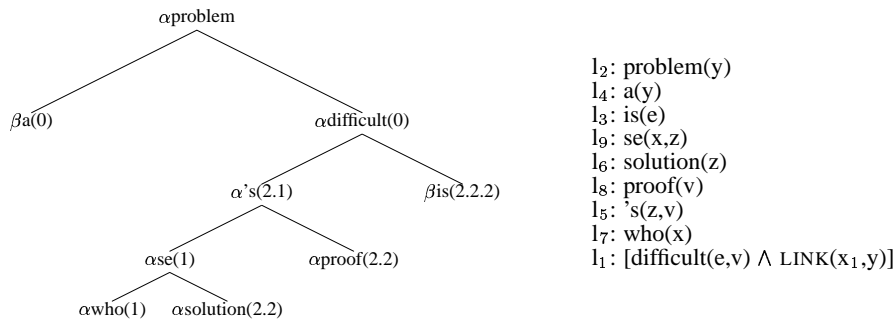 αproblem
βa(0) αdifficult(0)
α's(2.1) βis(2.2.2)
αse(1) αproof(2.2)
αwho(1) αsolution(2.2)
l₂: problem(y)
l₄: a(y)
l₃: is(e)
l₉: se(x,z)
l₆: solution(z)
l₈: proof(v)
l₅: 's(z,v)
l₇: who(x)
l₁: [difficult(e,v) ∧ LINK(x₁,y)]